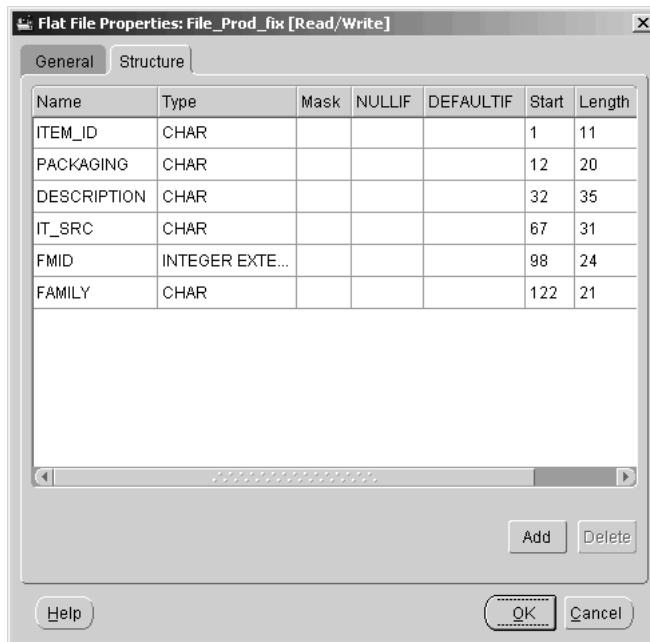 Flat File Properties: File_Prod_fix [Read/Write]
General Structure
Name Type Mask NULLIF DEFAULTIF Start Length
ITEM_ID CHAR 1 11
PACKAGING CHAR 12 20
DESCRIPTION CHAR 32 35
IT_SRC CHAR 67 31
FMID INTEGER EXTE... 98 24
FAMILY CHAR 122 21
Add Delete
Help OK Cancel